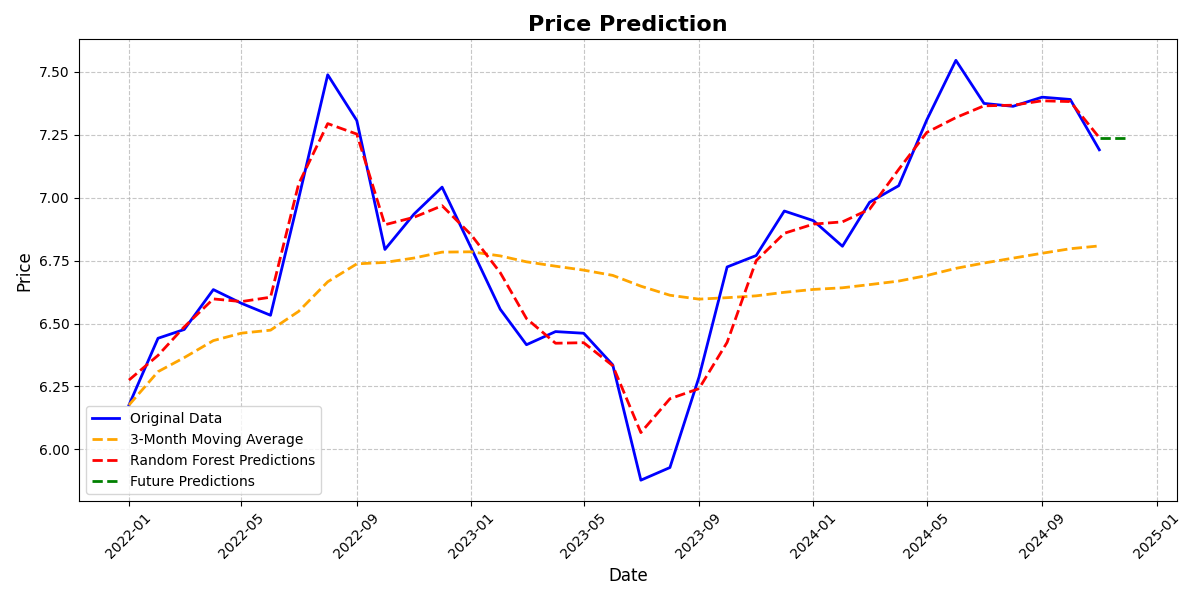 Price Prediction
Price
7.50
7.25
7.00
6.75
6.50
6.25
6.00
Original Data
3-Month Moving Average
Random Forest Predictions
Future Predictions
2022-01
2022-05
2022-09
2023-01
2023-05
2023-09
2024-01
2024-05
2024-09
2025-01
Date